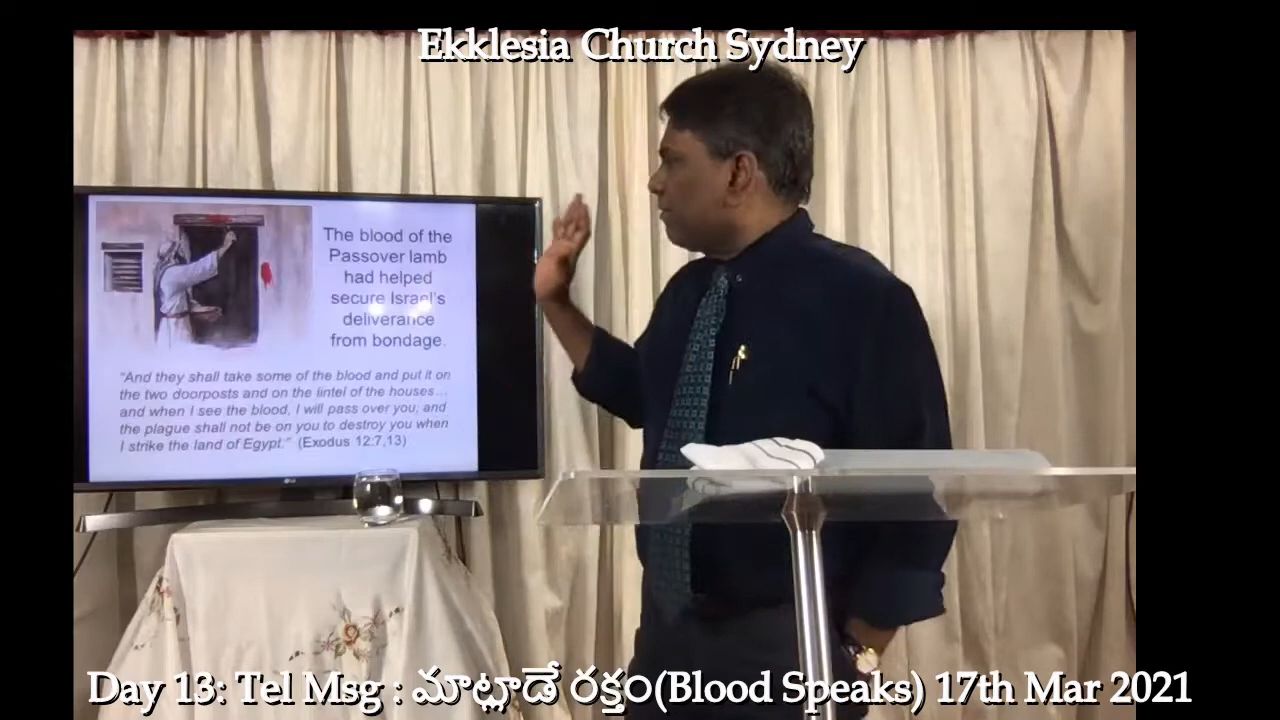 Ekklesia Church Sydney
The blood of the
Passover lamb
had helped
secure Israel's
deliverance
from bondage.
“And they shall take some of the blood and put it on
the two doorposts and on the lintel of the houses…
and when I see the blood, I will pass over you; and
the plague shall not be on you to destroy you when
I strike the land of Egypt.” (Exodus 12:7,13)
LG
Day 13: Tel Msg : మాట్లాడే రక్తం(Blood Speaks) 17th Mar 2021